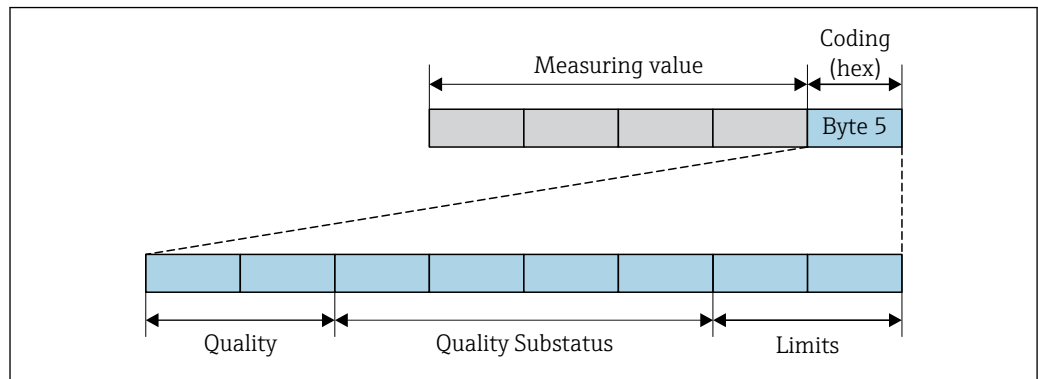 Coding
Measuring value
(hex)
Byte 5
Quality
Quality Substatus
Limits